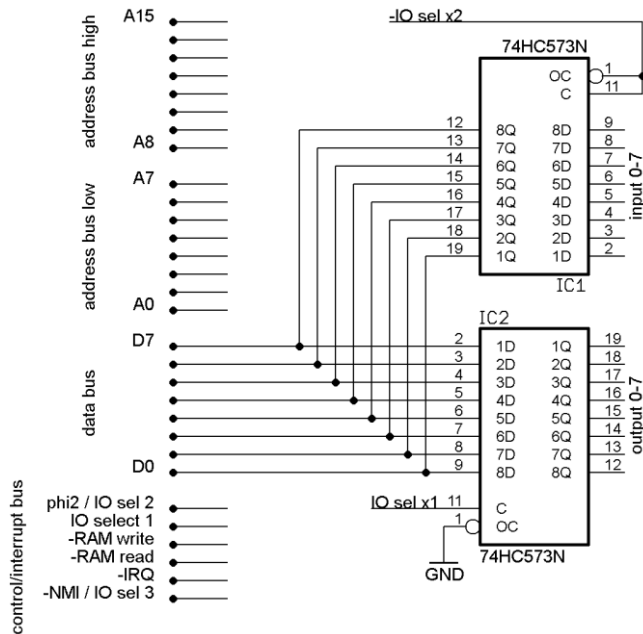 A15
address bus high
A8
A7
address bus low
A0
D7
data bus
D0
control/interrupt bus
phi2 / IO sel 2
IO select 1
-RAM write
-RAM read
-IRQ
-NMI / IO sel 3
-IO sel x2
74HC573N
OC 1
C 11
12 8Q 8D 9
13 7Q 7D 8
14 6Q 6D 7
15 5Q 5D 6
16 4Q 4D 5
17 3Q 3D 4
18 2Q 2D 3
19 1Q 1D 2
input 0-7
IC1
IC2
2 1D 1Q 19
3 2D 2Q 18
4 3D 3Q 17
5 4D 4Q 16
6 5D 5Q 15
7 6D 6Q 14
8 7D 7Q 13
9 8D 8Q 12
output 0-7
IO sel x1 11 C
1 OC
GND
74HC573N